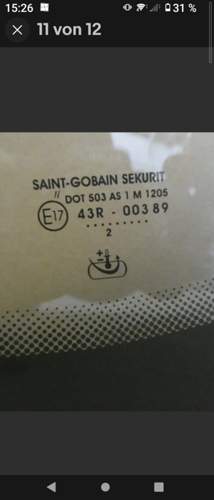 15:26
31 %
11 von 12
SAINT-GOBAIN SEKURIT
// DOT 503 AS 1 M 1205
E17 43R - 00389
.........
2